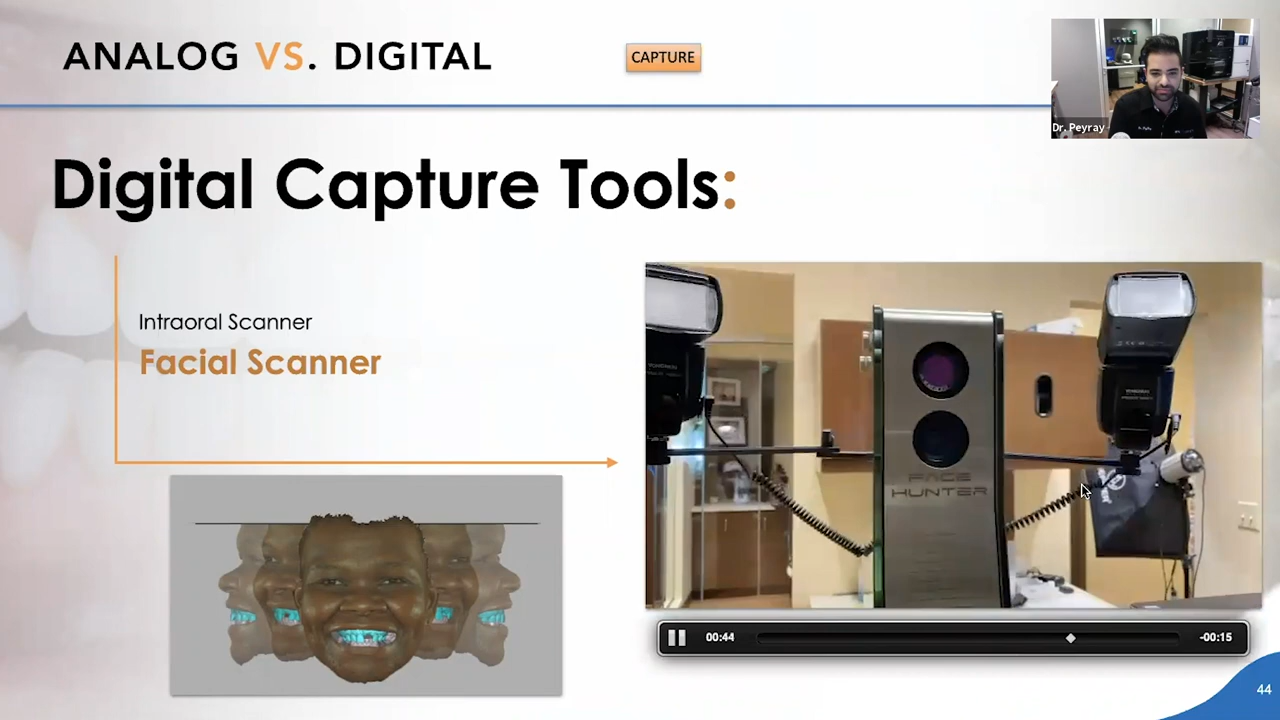 ANALOG VS. DIGITAL
CAPTURE
Dr. Peyray
Digital Capture Tools:
Intraoral Scanner
Facial Scanner
FACE
HUNTER
00:44
-00:15
44